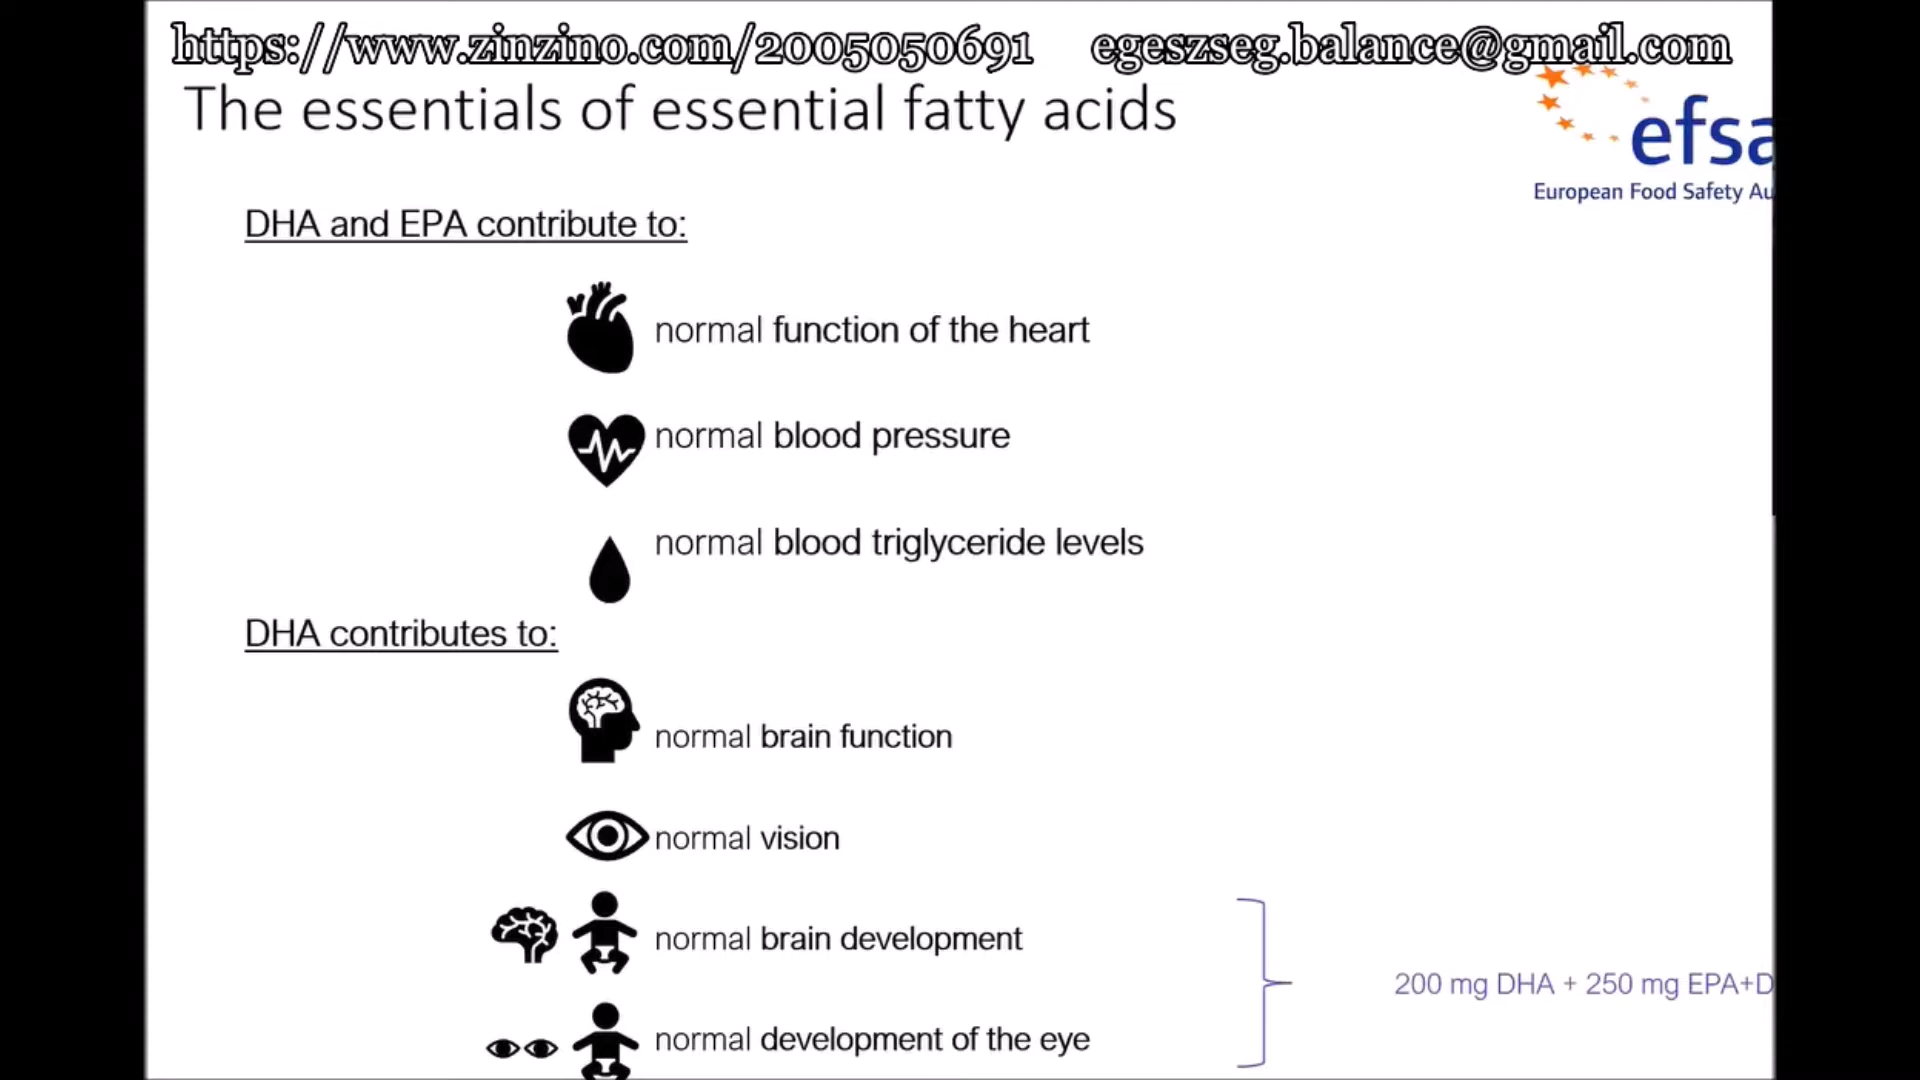 https://www.zinzino.com/2005050691 egeszseg.balance@gmail.com
The essentials of essential fatty acids
efsa
European Food Safety Au
DHA and EPA contribute to:
normal function of the heart
normal blood pressure
normal blood triglyceride levels
DHA contributes to:
normal brain function
normal vision
normal brain development
200 mg DHA + 250 mg EPA+D
normal development of the eye